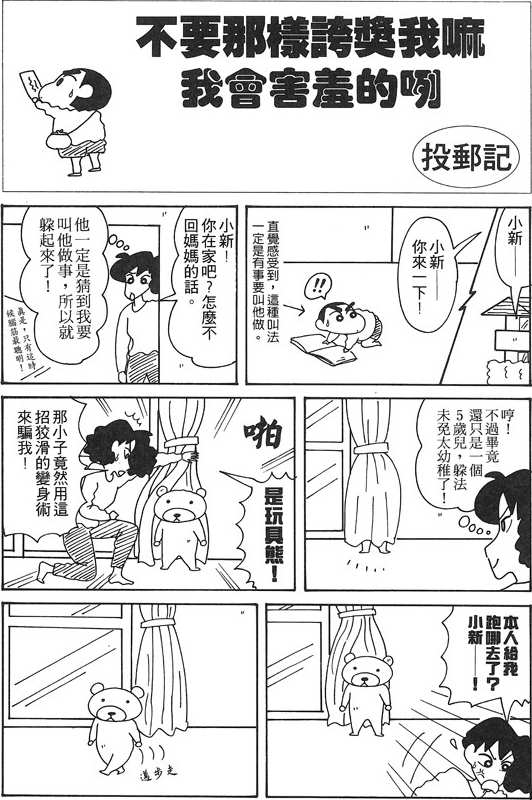 不要那樣誇獎我嘛
我會害羞的咧
投郵記
小新——
小新——
你來一下！
!!
直覺感受到，這種叫法
一定是有事要叫他做。
小新！
你在家吧？怎麼不
回媽媽的話。
他一定是猜到我要
叫他做事，所以就
躲起來了！
真是，只有這時
候腦筋最聰明！
哼！
不過畢竟
還只是一個
5歲兒，躲法
未免太幼稚了！
啪
是玩具熊！
那小子竟然用這
招狡滑的變身術
來騙我！
本人給我
跑哪去了？
小新——！
邁步走